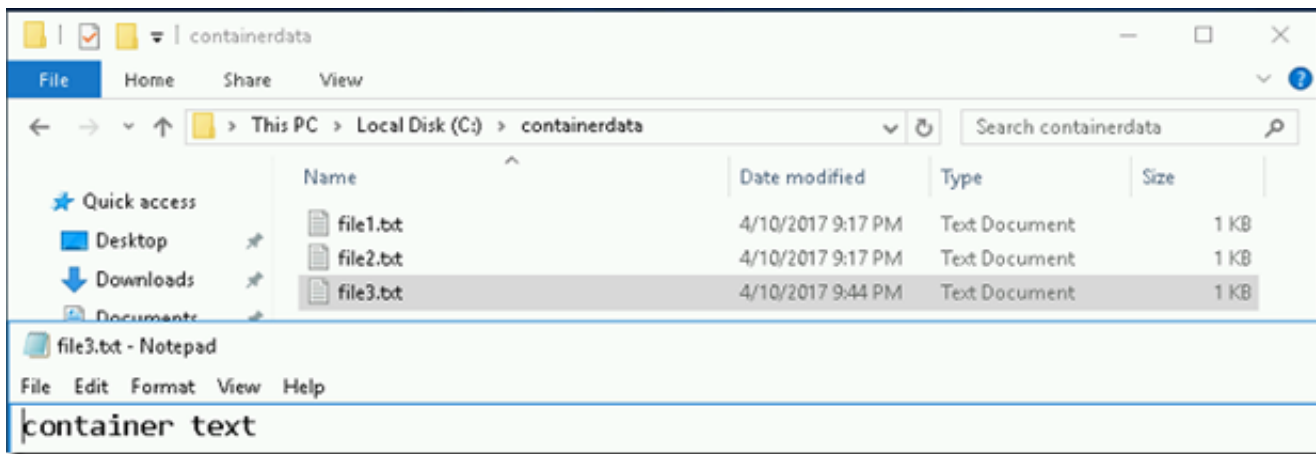 containerdata
File Home Share View
This PC > Local Disk (C:) > containerdata Search containerdata
Name Date modified Type Size
Quick access
file1.txt 4/10/2017 9:17 PM Text Document 1 KB
Desktop
file2.txt 4/10/2017 9:17 PM Text Document 1 KB
Downloads
file3.txt 4/10/2017 9:44 PM Text Document 1 KB
Documents
file3.txt - Notepad
File Edit Format View Help
container text